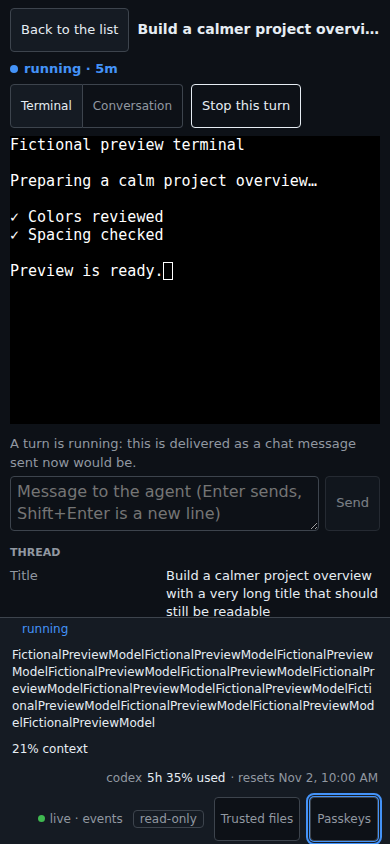 Back to the list
Build a calmer project overvi…
running · 5m
Terminal
Conversation
Stop this turn
Fictional preview terminal
Preparing a calm project overview…
✓ Colors reviewed
✓ Spacing checked
Preview is ready.
A turn is running: this is delivered as a chat message
sent now would be.
Message to the agent (Enter sends,
Shift+Enter is a new line)
Send
THREAD
Title
Build a calmer project overview
with a very long title that should
still be readable
running
FictionalPreviewModelFictionalPreviewModelFictionalPreview
ModelFictionalPreviewModelFictionalPreviewModelFictionalPr
eviewModelFictionalPreviewModelFictionalPreviewModelFicti
onalPreviewModelFictionalPreviewModelFictionalPreviewMod
elFictionalPreviewModel
21% context
codex 5h 35% used · resets Nov 2, 10:00 AM
live · events
read-only
Trusted files
Passkeys